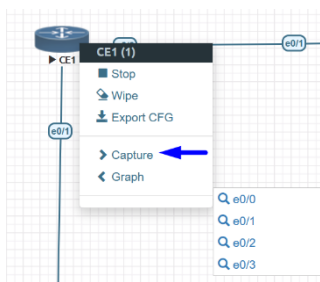 CE1 (1)
e0/1
CE1
Stop
Wipe
Export CFG
e0/1
Capture
Graph
e0/0
e0/1
e0/2
e0/3